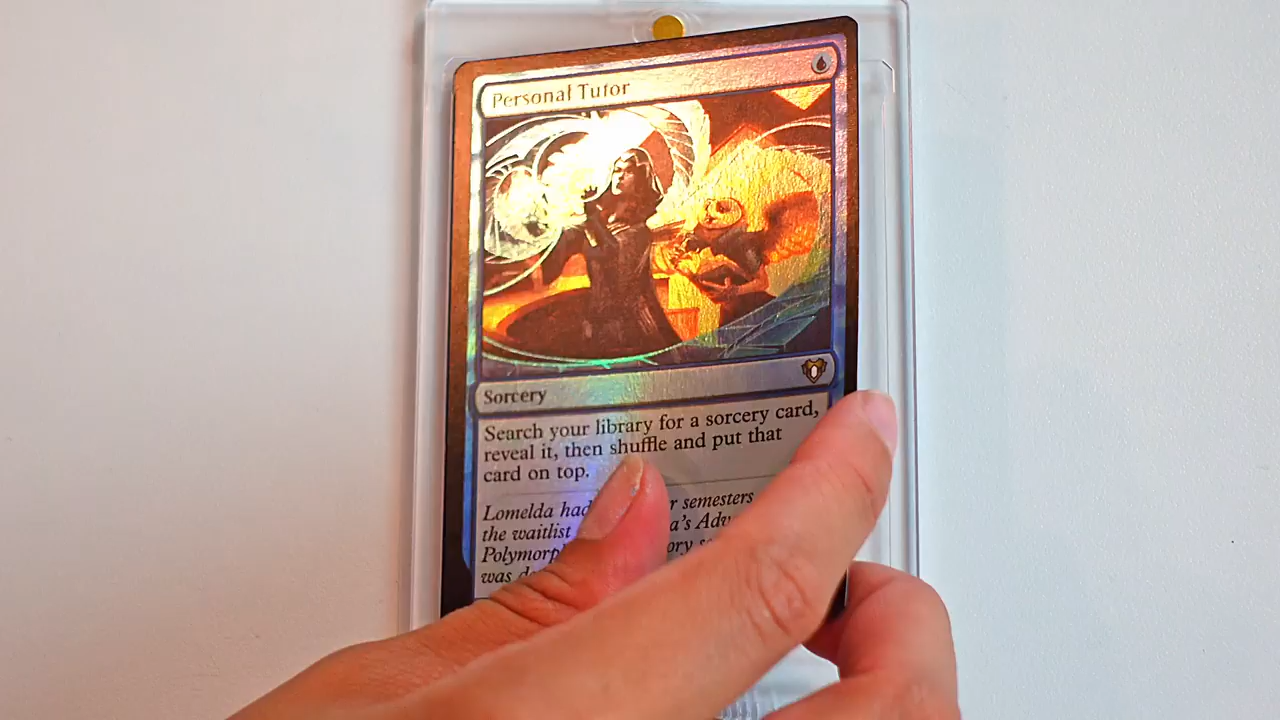 Personal Tutor
Sorcery
Search your library for a sorcery card,
reveal it, then shuffle and put that
card on top.
Lomelda had semesters
the waitlist
was